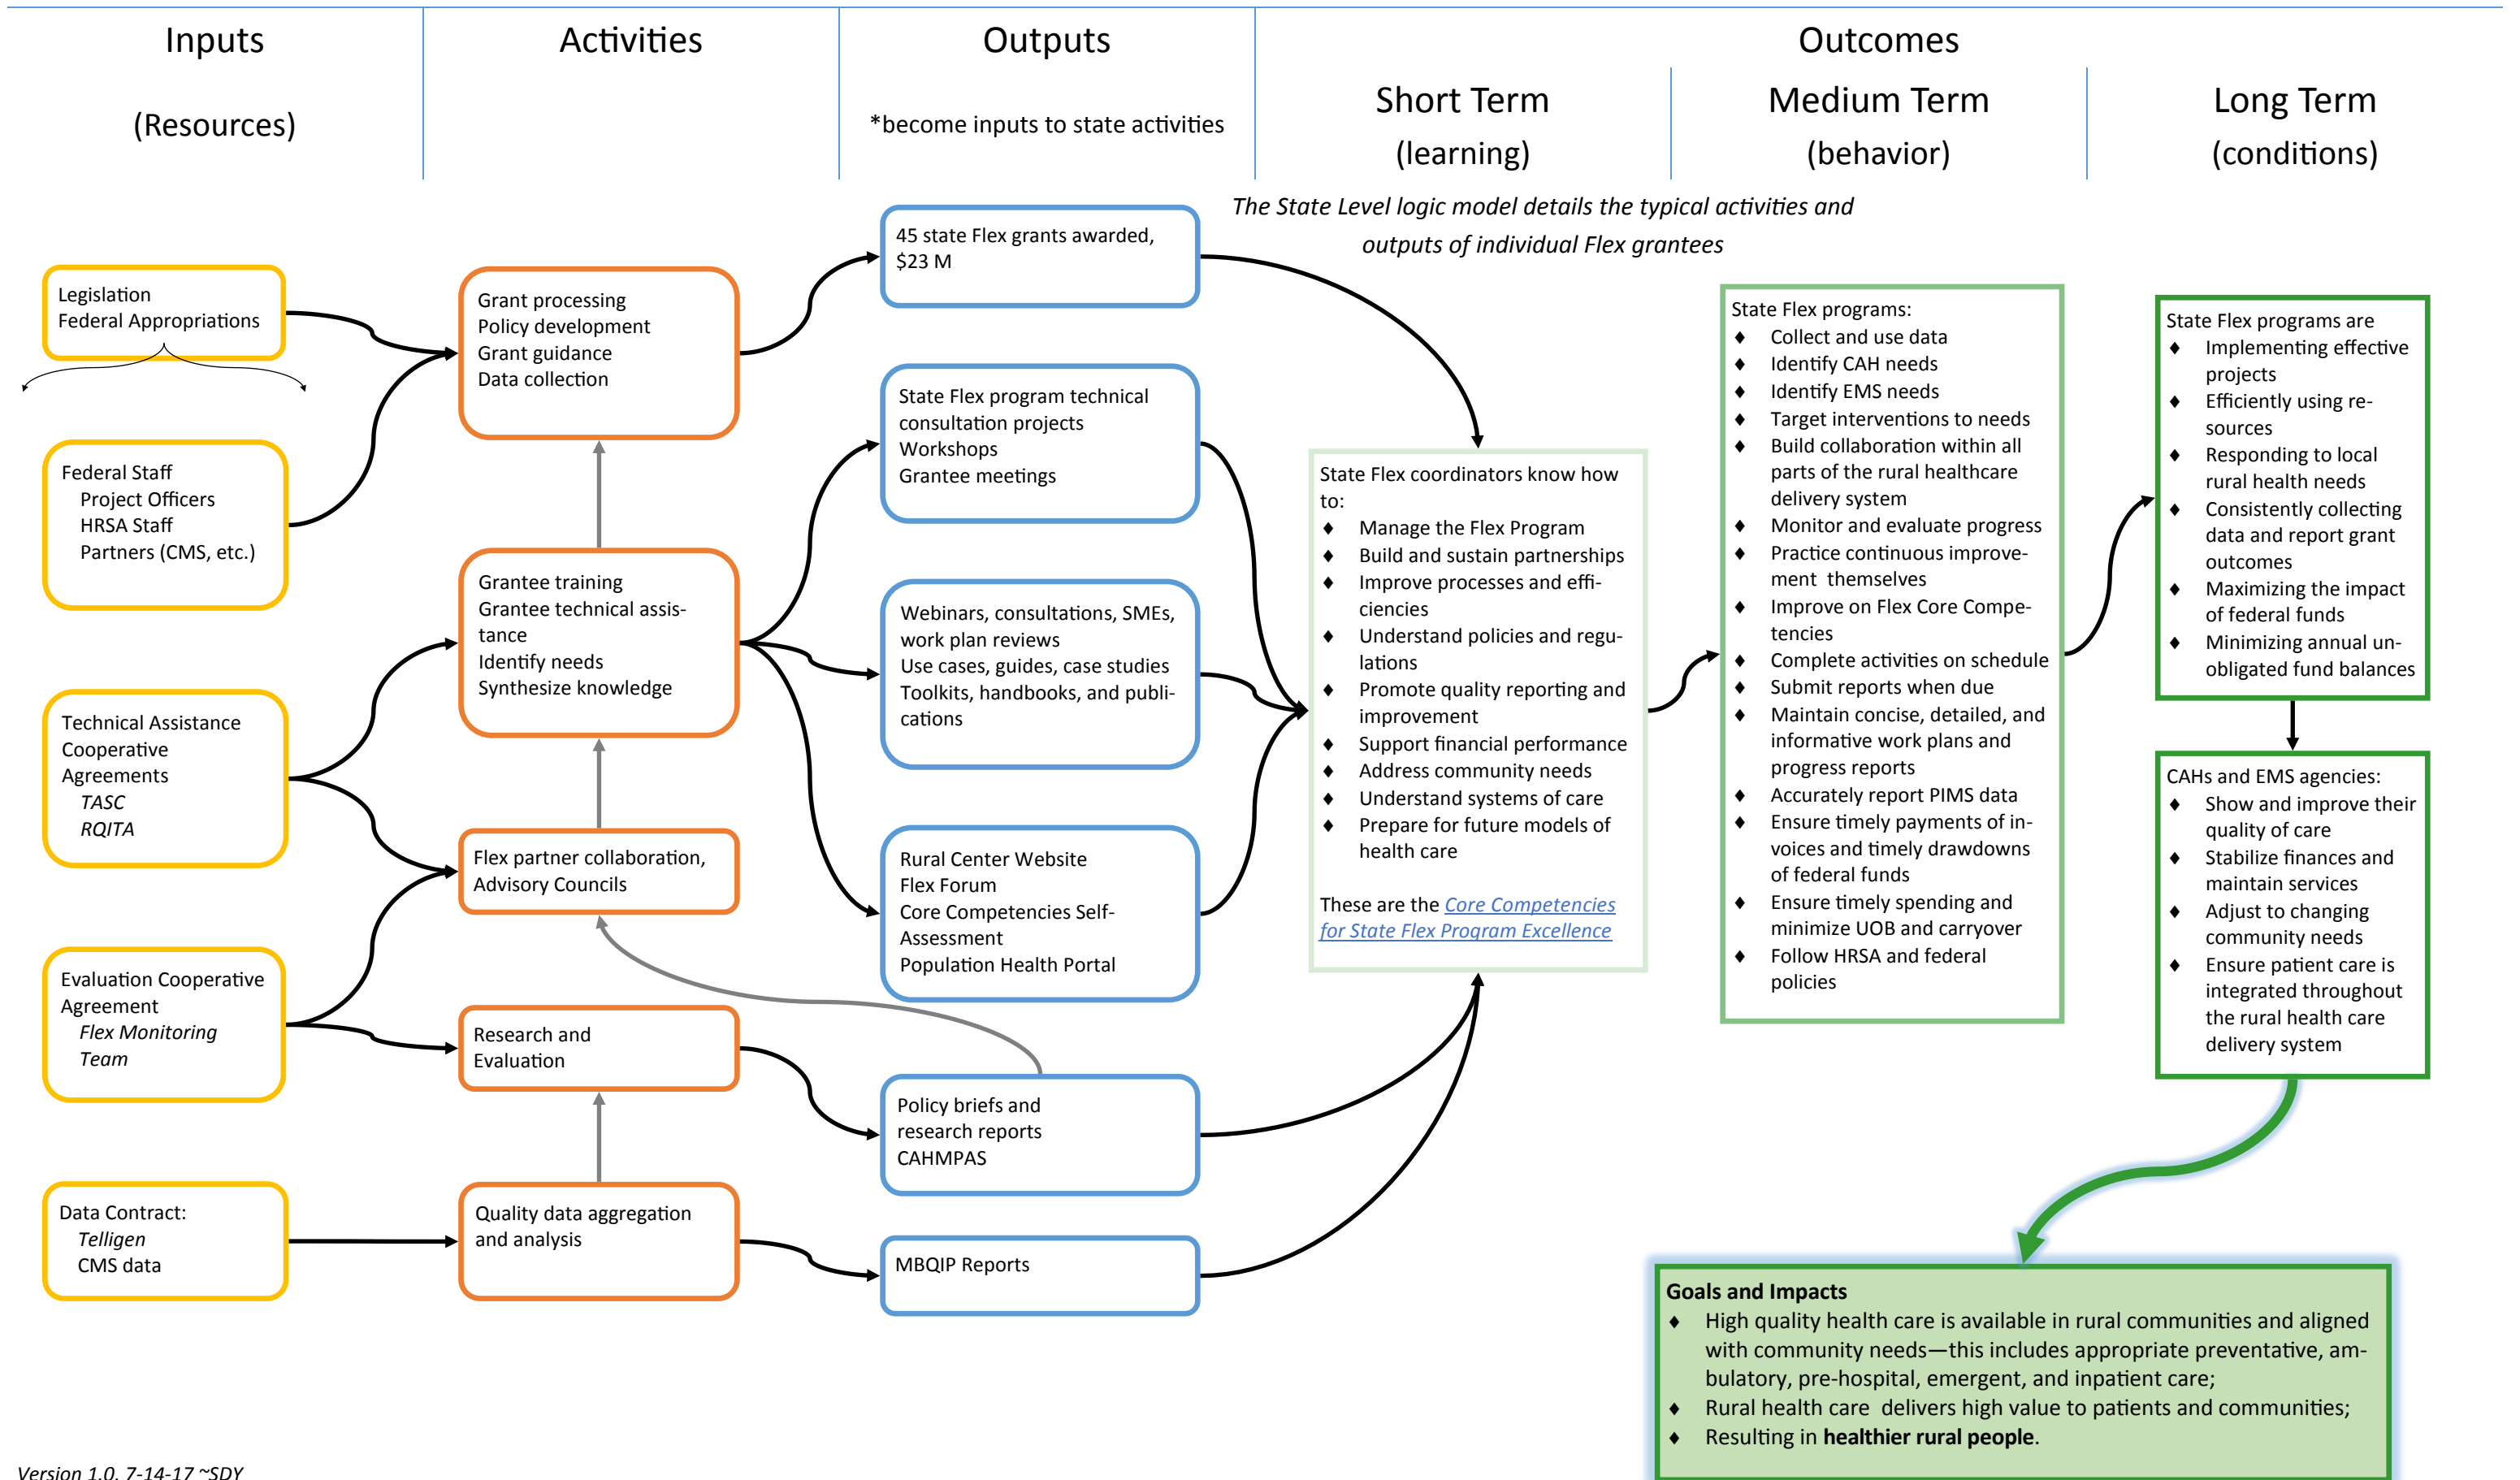 Inputs
(Resources)
Activities
Outputs
*become inputs to state activities
Outcomes
Short Term
(learning)
Medium Term
(behavior)
Long Term
(conditions)
The State Level logic model details the typical activities and
outputs of individual Flex grantees
Legislation
Federal Appropriations
Federal Staff
Project Officers
HRSA Staff
Partners (CMS, etc.)
Technical Assistance
Cooperative
Agreements
TASC
RQITA
Evaluation Cooperative
Agreement
Flex Monitoring
Team
Data Contract:
Telligen
CMS data
Grant processing
Policy development
Grant guidance
Data collection
Grantee training
Grantee technical assis-
tance
Identify needs
Synthesize knowledge
Flex partner collaboration,
Advisory Councils
Research and
Evaluation
Quality data aggregation
and analysis
45 state Flex grants awarded,
$23 M
State Flex program technical
consultation projects
Workshops
Grantee meetings
Webinars, consultations, SMEs,
work plan reviews
Use cases, guides, case studies
Toolkits, handbooks, and publi-
cations
Rural Center Website
Flex Forum
Core Competencies Self-
Assessment
Population Health Portal
Policy briefs and
research reports
CAHMPAS
MBQIP Reports
State Flex coordinators know how
to:
♦ Manage the Flex Program
♦ Build and sustain partnerships
♦ Improve processes and effi-
ciencies
♦ Understand policies and regu-
lations
♦ Promote quality reporting and
improvement
♦ Support financial performance
♦ Address community needs
♦ Understand systems of care
♦ Prepare for future models of
health care
These are the Core Competencies
for State Flex Program Excellence
State Flex programs:
♦ Collect and use data
♦ Identify CAH needs
♦ Identify EMS needs
♦ Target interventions to needs
♦ Build collaboration within all
parts of the rural healthcare
delivery system
♦ Monitor and evaluate progress
♦ Practice continuous improve-
ment themselves
♦ Improve on Flex Core Compe-
tencies
♦ Complete activities on schedule
♦ Submit reports when due
♦ Maintain concise, detailed, and
informative work plans and
progress reports
♦ Accurately report PIMS data
♦ Ensure timely payments of in-
voices and timely drawdowns
of federal funds
♦ Ensure timely spending and
minimize UOB and carryover
♦ Follow HRSA and federal
policies
State Flex programs are
♦ Implementing effective
projects
♦ Efficiently using re-
sources
♦ Responding to local
rural health needs
♦ Consistently collecting
data and report grant
outcomes
♦ Maximizing the impact
of federal funds
♦ Minimizing annual un-
obligated fund balances
CAHs and EMS agencies:
♦ Show and improve their
quality of care
♦ Stabilize finances and
maintain services
♦ Adjust to changing
community needs
♦ Ensure patient care is
integrated throughout
the rural health care
delivery system
Goals and Impacts
♦ High quality health care is available in rural communities and aligned
with community needs—this includes appropriate preventative, am-
bulatory, pre-hospital, emergent, and inpatient care;
♦ Rural health care delivers high value to patients and communities;
♦ Resulting in healthier rural people.
Version 1.0, 7-14-17 ~SDY